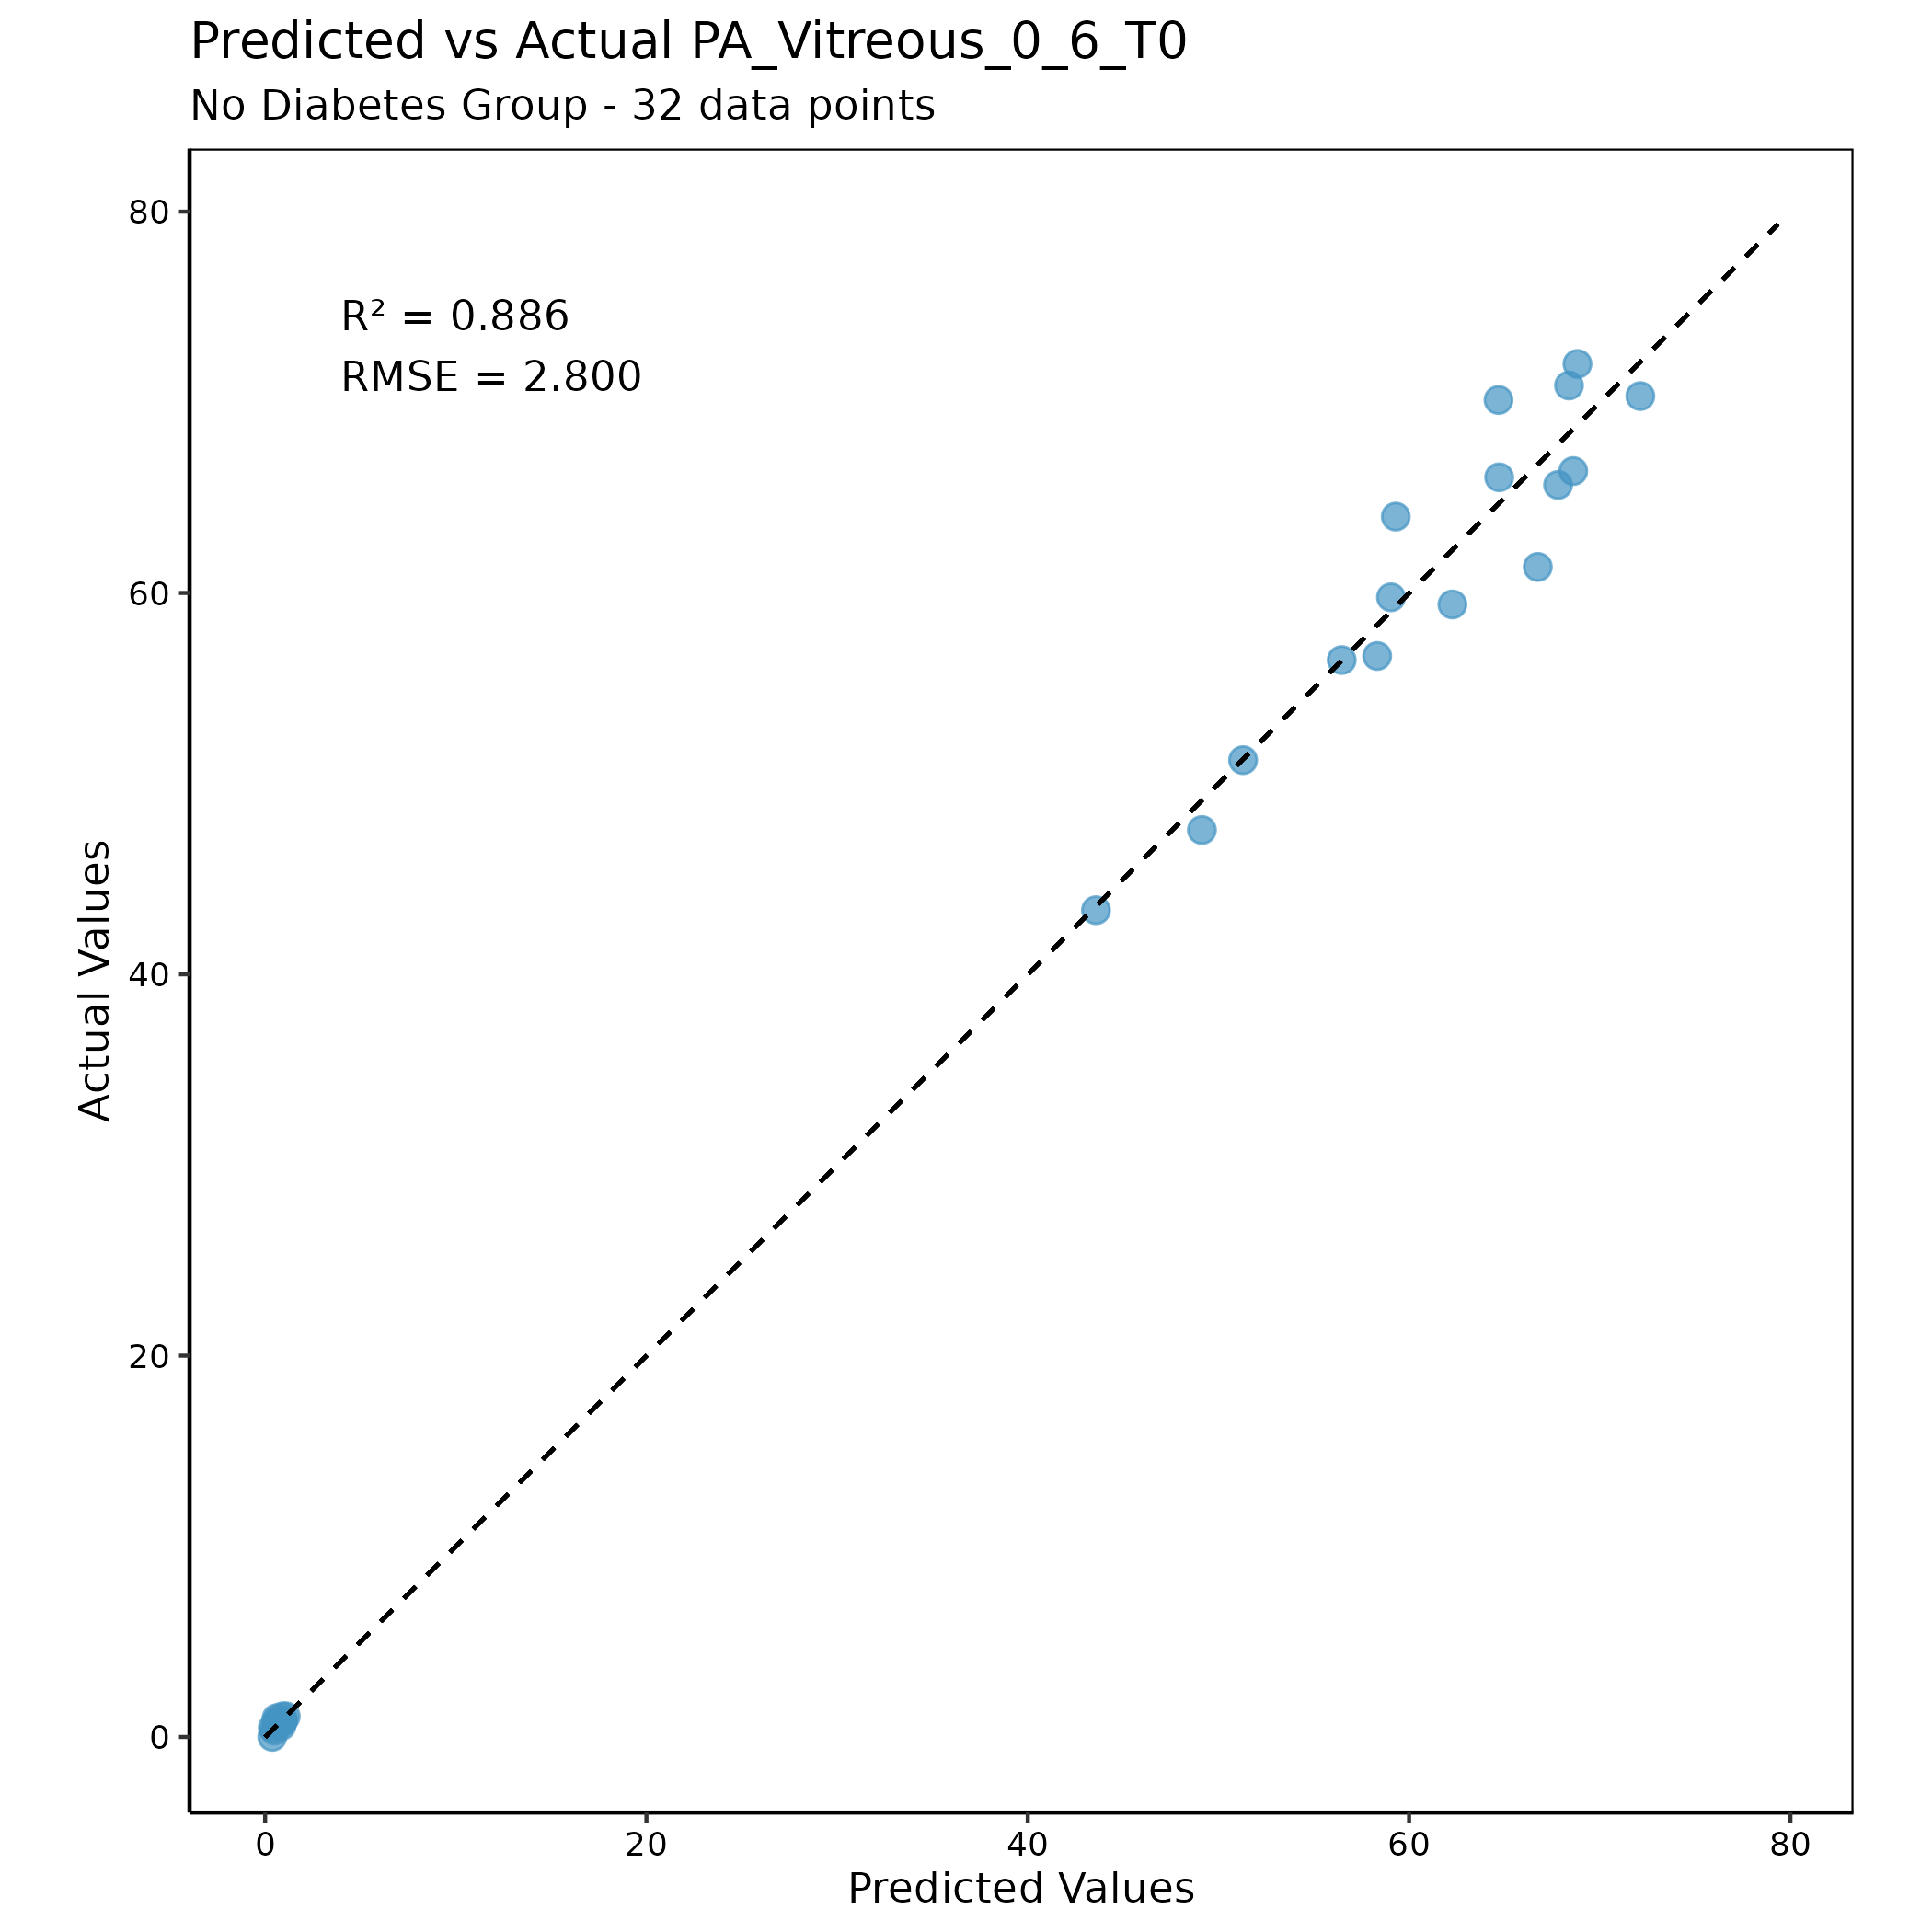 Predicted vs Actual PA_Vitreous_0_6_T0
No Diabetes Group - 32 data points
R² = 0.886
RMSE = 2.800
80
60
40
20
0
Actual Values
0 20 40 60 80
Predicted Values